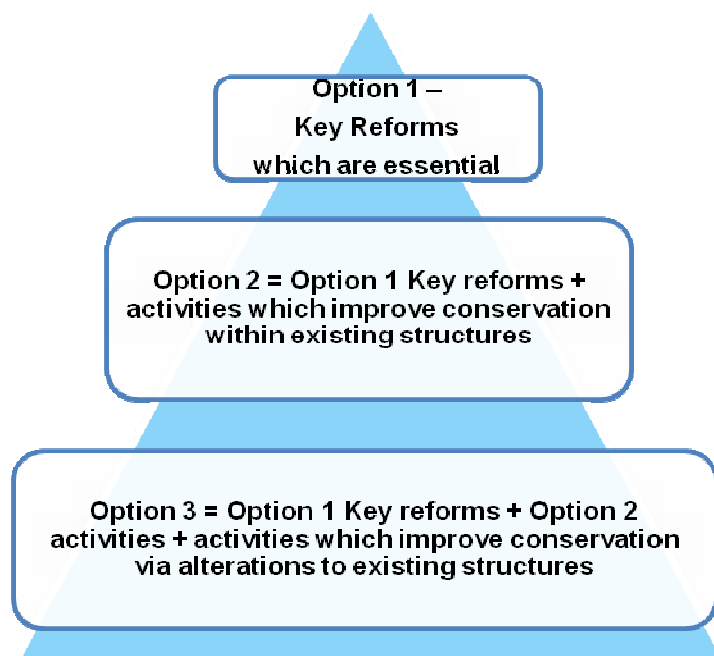 Option 1 –
Key Reforms
which are essential
Option 2 = Option 1 Key reforms +
activities which improve conservation
within existing structures
Option 3 = Option 1 Key reforms + Option 2
activities + activities which improve conservation
via alterations to existing structures